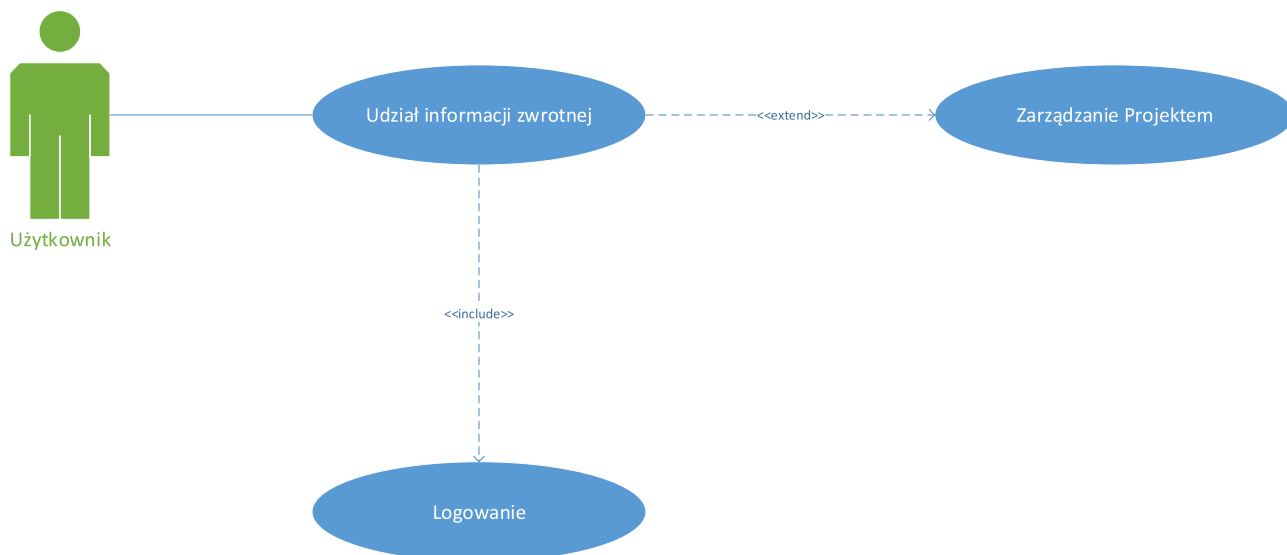 Udział informacji zwrotnej
<<extend>>
Zarządzanie Projektem
Użytkownik
<<include>>
Logowanie